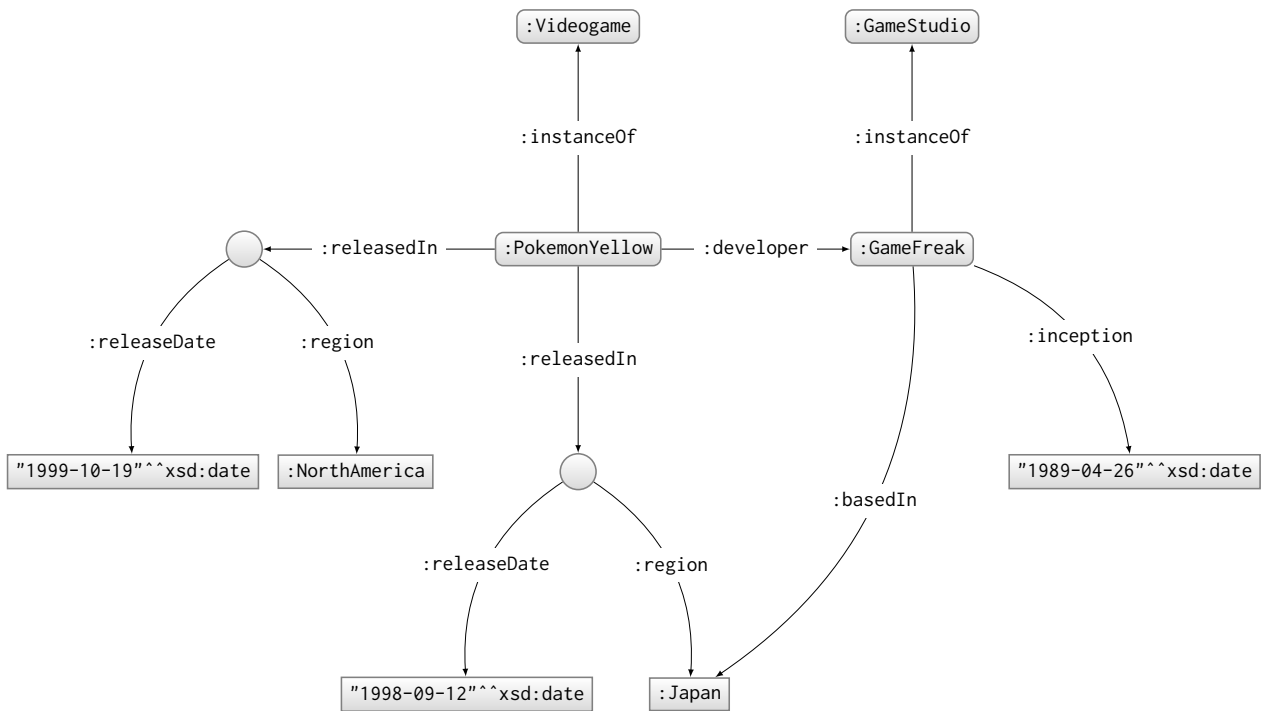 :Videogame
:GameStudio
:instanceOf
:instanceOf
:releasedIn
:PokemonYellow
:developer
:GameFreak
:releaseDate
:region
:releasedIn
:inception
"1999-10-19"^^xsd:date
:NorthAmerica
"1989-04-26"^^xsd:date
:basedIn
:releaseDate
:region
"1998-09-12"^^xsd:date
:Japan